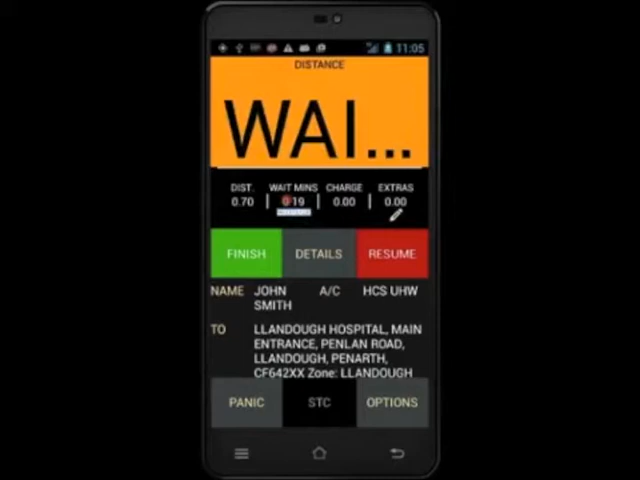 11:05
DISTANCE
WAI...
DIST. WAIT MINS CHARGE EXTRAS
0.70 | 0:19 | 0.00 | 0.00
FINISH DETAILS RESUME
NAME JOHN SMITH A/C HCS UHW
TO LLANDOUGH HOSPITAL, MAIN
ENTRANCE, PENLAN ROAD,
LLANDOUGH, PENARTH,
CF642XX Zone: LLANDOUGH
PANIC STC OPTIONS